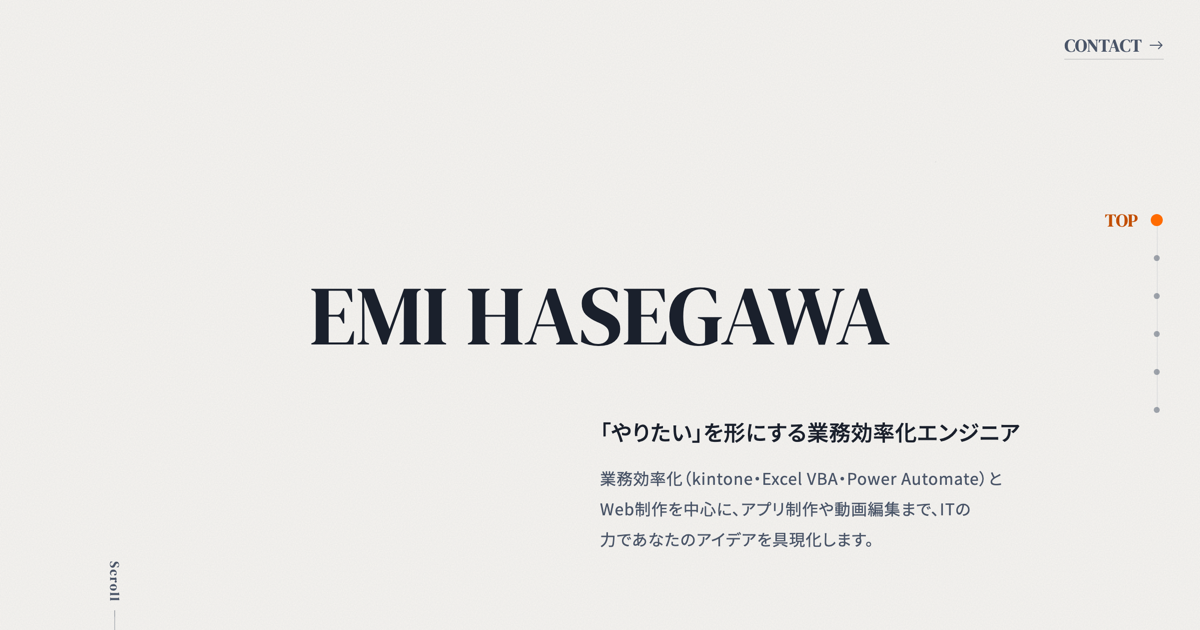 CONTACT →
TOP
EMI HASEGAWA
「やりたい」を形にする業務効率化エンジニア
業務効率化（kintone・Excel VBA・Power Automate）と
Web制作を中心に、アプリ制作や動画編集まで、ITの
力であなたのアイデアを具現化します。
Scroll